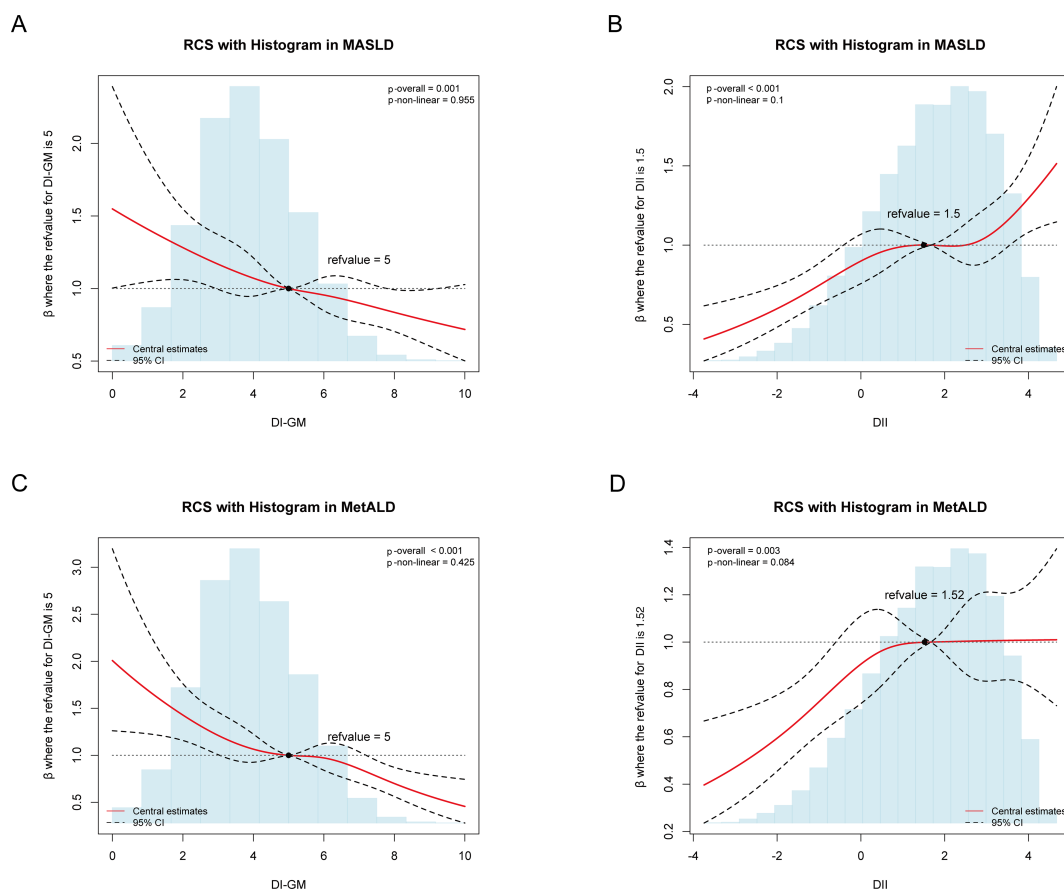 A
RCS with Histogram in MASLD
p-overall = 0.001
p-non-linear = 0.955
β where the refvalue for DI-GM is 5
2.0
1.5
1.0
0.5
refvalue = 5
Central estimates
95% CI
0 2 4 6 8 10
DI-GM
B
RCS with Histogram in MASLD
p-overall < 0.001
p-non-linear = 0.1
β where the refvalue for DII is 1.5
2.0
1.5
1.0
0.5
refvalue = 1.5
Central estimates
95% CI
-4 -2 0 2 4
DII
C
RCS with Histogram in MetALD
p-overall < 0.001
p-non-linear = 0.425
β where the refvalue for DI-GM is 5
3.0
2.5
2.0
1.5
1.0
0.5
refvalue = 5
Central estimates
95% CI
0 2 4 6 8 10
DI-GM
D
RCS with Histogram in MetALD
p-overall = 0.003
p-non-linear = 0.084
β where the refvalue for DII is 1.52
1.4
1.2
1.0
0.8
0.6
0.4
0.2
refvalue = 1.52
Central estimates
95% CI
-4 -2 0 2 4
DII